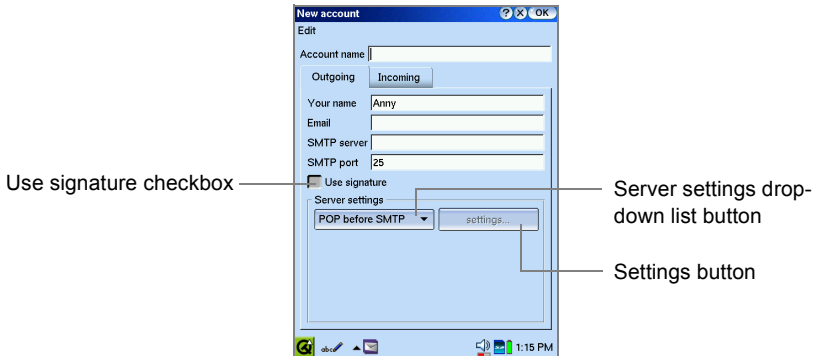 New account ? X OK
Edit
Account name
Outgoing Incoming
Your name Anny
Email
SMTP server
SMTP port 25
Use signature
Server settings
POP before SMTP settings...
abc 1:15 PM
Use signature checkbox
Server settings drop-
down list button
Settings button